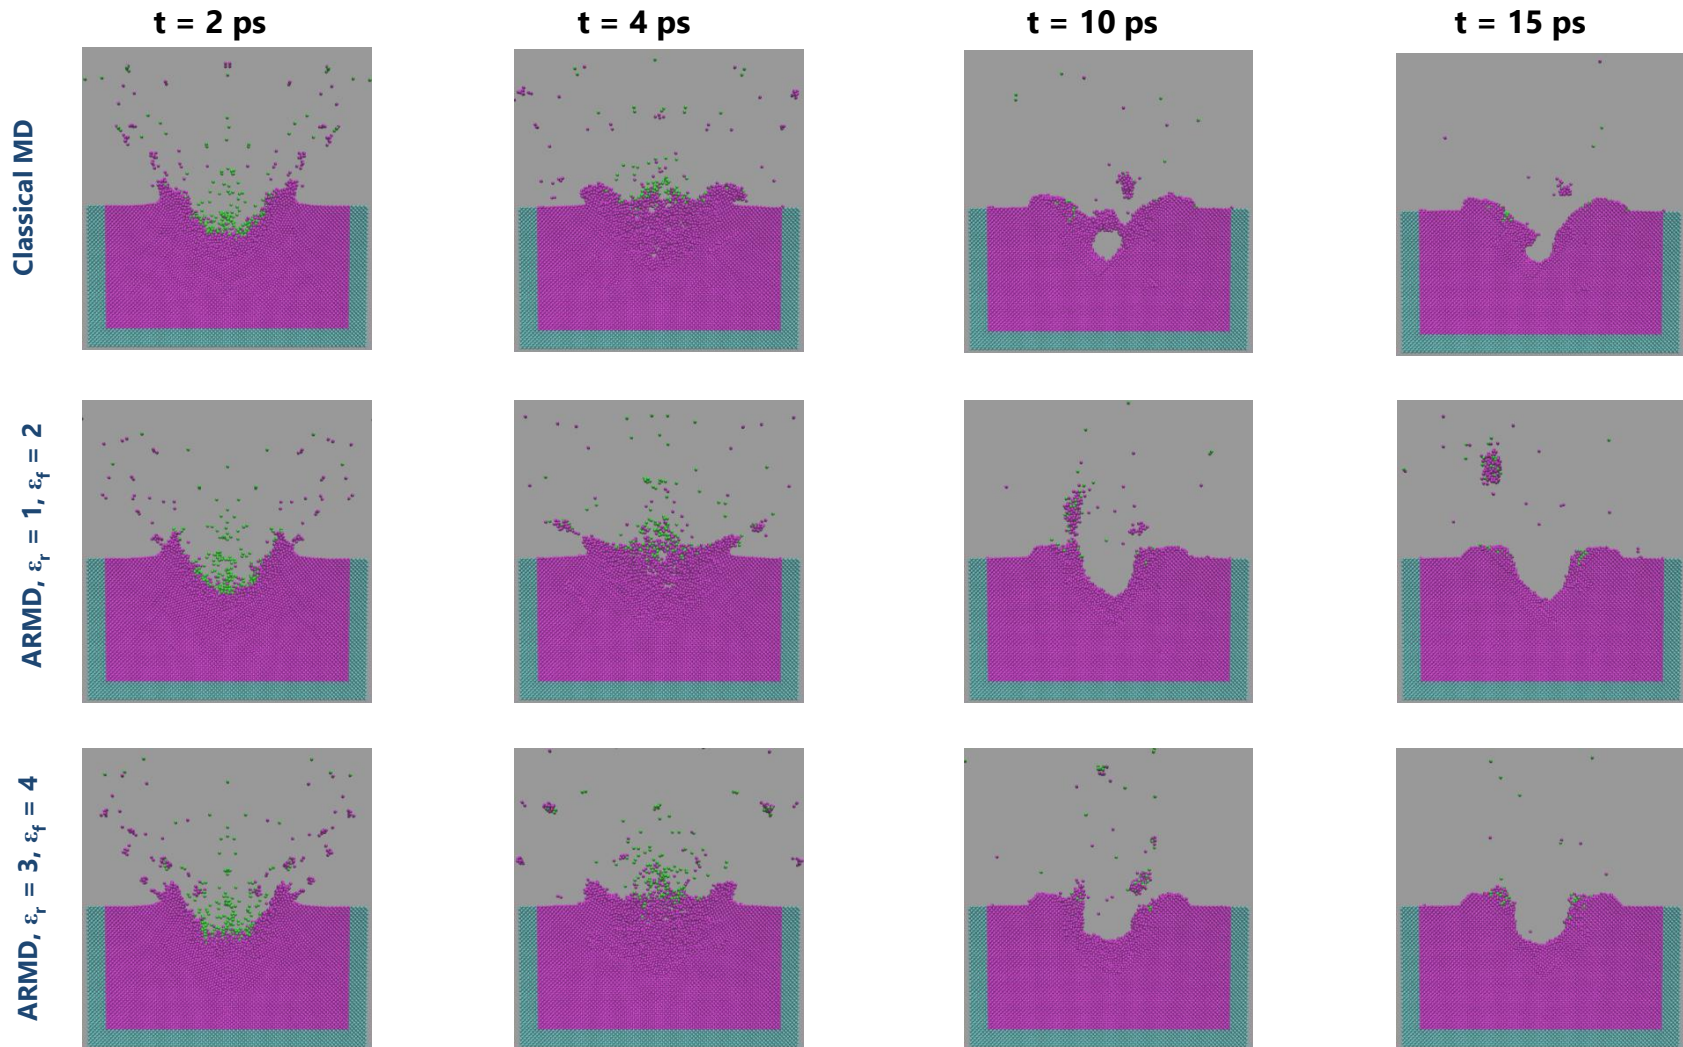 t = 2 ps
t = 4 ps
t = 10 ps
t = 15 ps
Classical MD
ARMD, εr = 1, εf = 2
ARMD, εr = 3, εf = 4